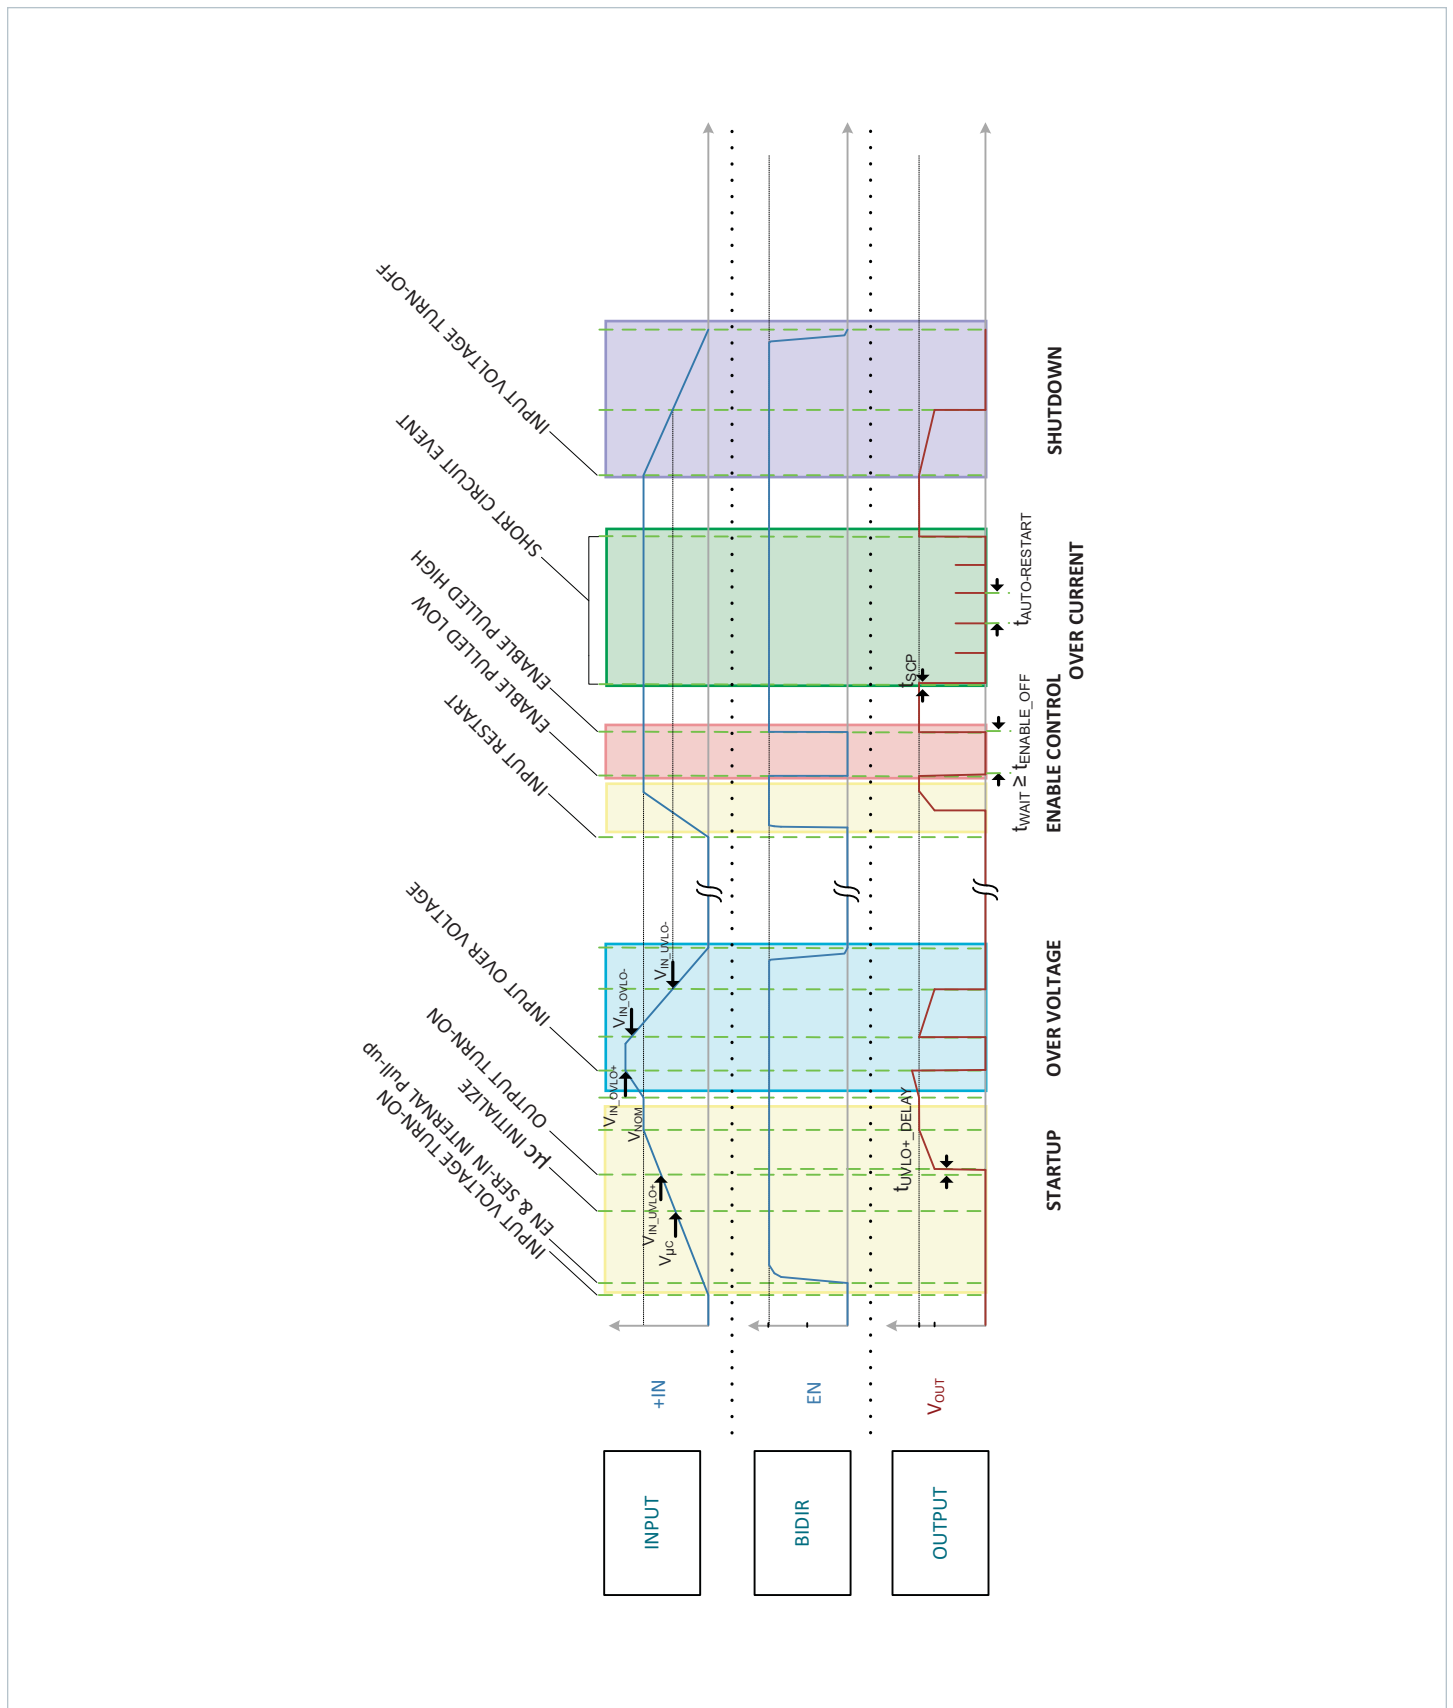 INPUT VOLTAGE TURN-ON
EN & SER-IN INTERNAL Pull-up
µC INITIALIZE
OUTPUT TURN-ON
INPUT OVER VOLTAGE
INPUT RESTART
ENABLE PULLED LOW
ENABLE PULLED HIGH
SHORT CIRCUIT EVENT
INPUT VOLTAGE TURN-OFF
INPUT
+IN
VµC
VIN_UVLO+
VNOM
VIN_OVLO+
VIN_OVLO-
VIN_UVLO-
BIDIR
EN
OUTPUT
VOUT
tUVLO+_DELAY
tSCP
tWAIT ≥ tENABLE_OFF
tAUTO-RESTART
STARTUP
OVER VOLTAGE
ENABLE CONTROL
OVER CURRENT
SHUTDOWN